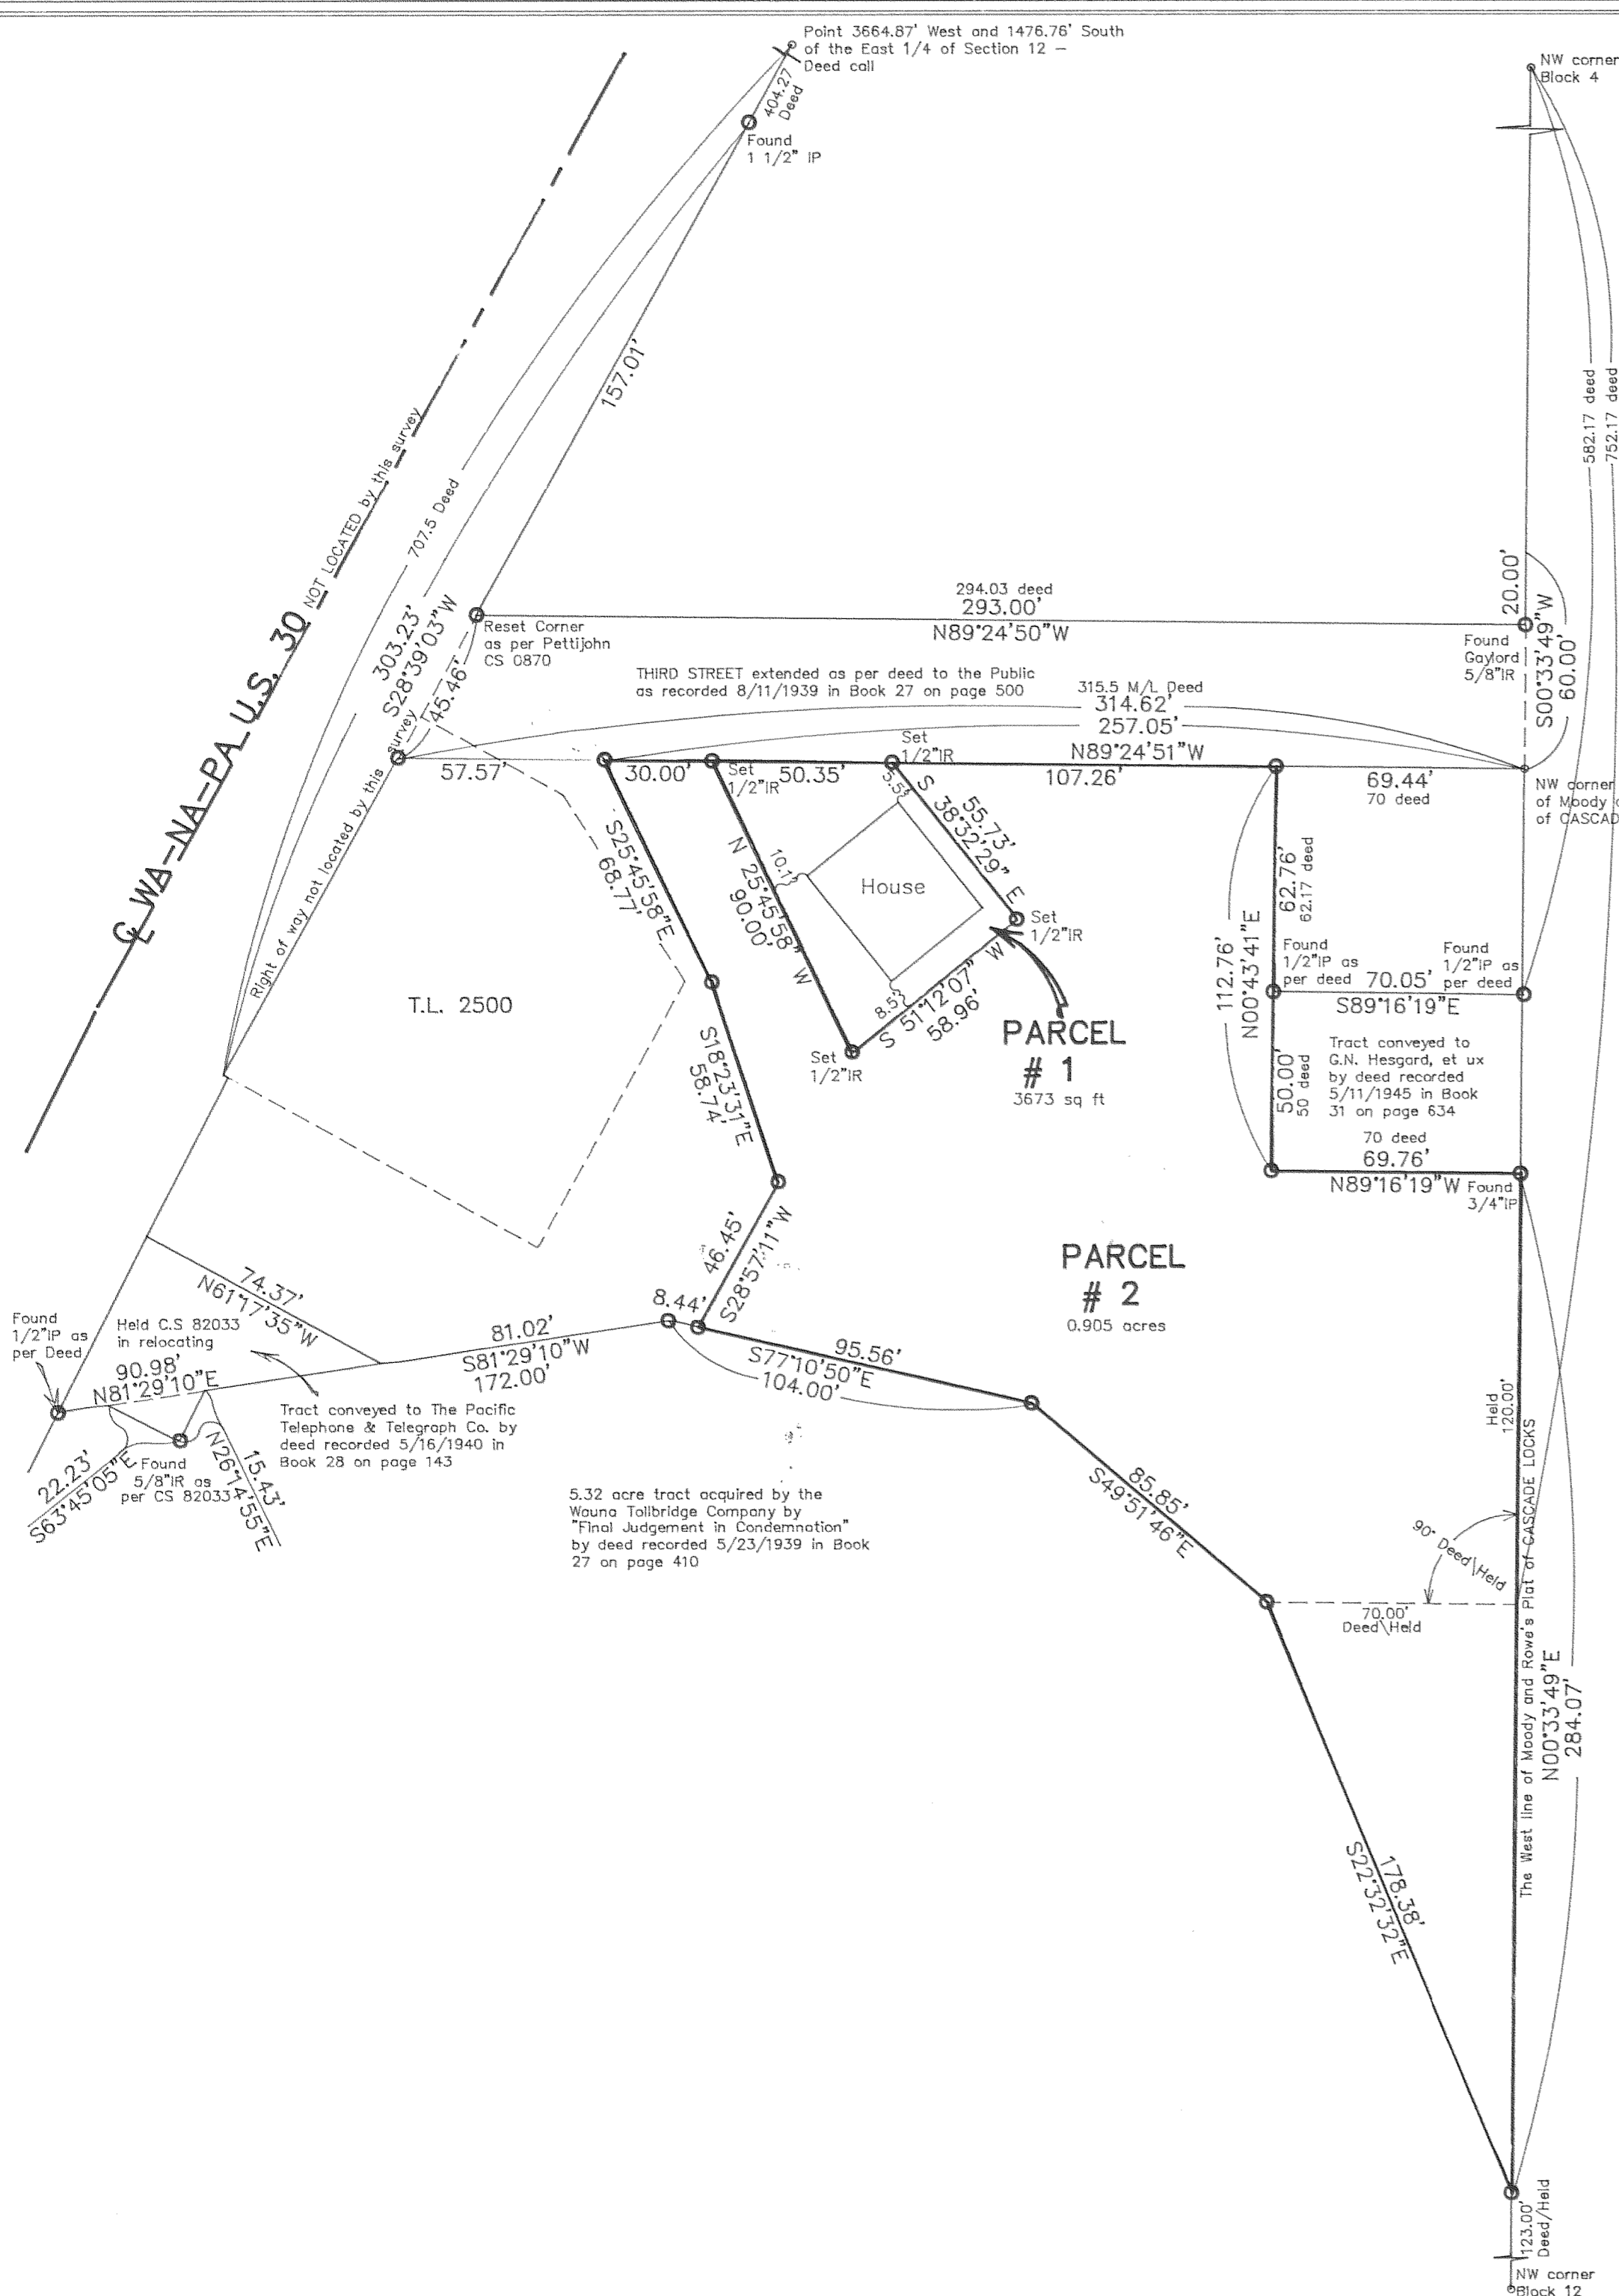 Point 3664.87' West and 1476.76' South
of the East 1/4 of Section 12 –
Deed call
NW corner
Block 4
404.27
Deed
Found
1 1/2" IP
157.01'
582.17 deed
752.17 deed
℄ WA–NA–PA U.S. 30
NOT LOCATED by this survey
707.5 Deed
303.23'
S28°39'03"W
45.46'
Reset Corner
as per Pettijohn
CS 0870
294.03 deed
293.00'
N89°24'50"W
20.00'
Found
Gaylord
5/8"IR
S00°33'49"W
60.00'
THIRD STREET extended as per deed to the Public
as recorded 8/11/1939 in Book 27 on page 500
315.5 M/L Deed
314.62'
257.05'
N89°24'51"W
Right of way not located by this survey
57.57'
30.00'
Set
1/2"IR
50.35'
Set
1/2"IR
107.26'
69.44'
70 deed
NW corner
of Moody
of CASCAD
S25°45'58"E
68.77'
N 25°45'58" W
90.00'
10.1'
5.5'
55.73'
S 38°32'29" E
House
Set
1/2"IR
8.5'
S 51°12'07" W
58.96'
Set
1/2"IR
PARCEL
# 1
3673 sq ft
112.76'
N00°43'41"E
62.76'
62.17 deed
Found
1/2"IP as
per deed
Found
1/2"IP as
per deed
70.05'
S89°16'19"E
50.00'
50 deed
Tract conveyed to
G.N. Hesgard, et ux
by deed recorded
5/11/1945 in Book
31 on page 634
70 deed
69.76'
N89°16'19"W
Found
3/4"IP
T.L. 2500
S18°23'31"E
58.74'
46.45'
S28°57'11"W
PARCEL
# 2
0.905 acres
74.37'
N61°17'35"W
8.44'
81.02'
S81°29'10"W
172.00'
95.56'
S77°10'50"E
104.00'
Found
1/2"IP as
per Deed
Held C.S 82033
in relocating
90.98'
N81°29'10"E
22.23'
S63°45'05"E
Found
5/8"IR as
per CS 82033
15.43'
N26°14'55"E
Tract conveyed to The Pacific
Telephone & Telegraph Co. by
deed recorded 5/16/1940 in
Book 28 on page 143
5.32 acre tract acquired by the
Wauna Tollbridge Company by
"Final Judgement in Condemnation"
by deed recorded 5/23/1939 in Book
27 on page 410
85.85'
S49°51'46"E
Held
120.00'
90° Deed\Held
70.00'
Deed\Held
The West line of Moody and Rowe's Plat of CASCADE LOCKS
N00°33'49"E
284.07'
178.38'
S22°32'32"E
123.00'
Deed/Held
NW corner
Block 12